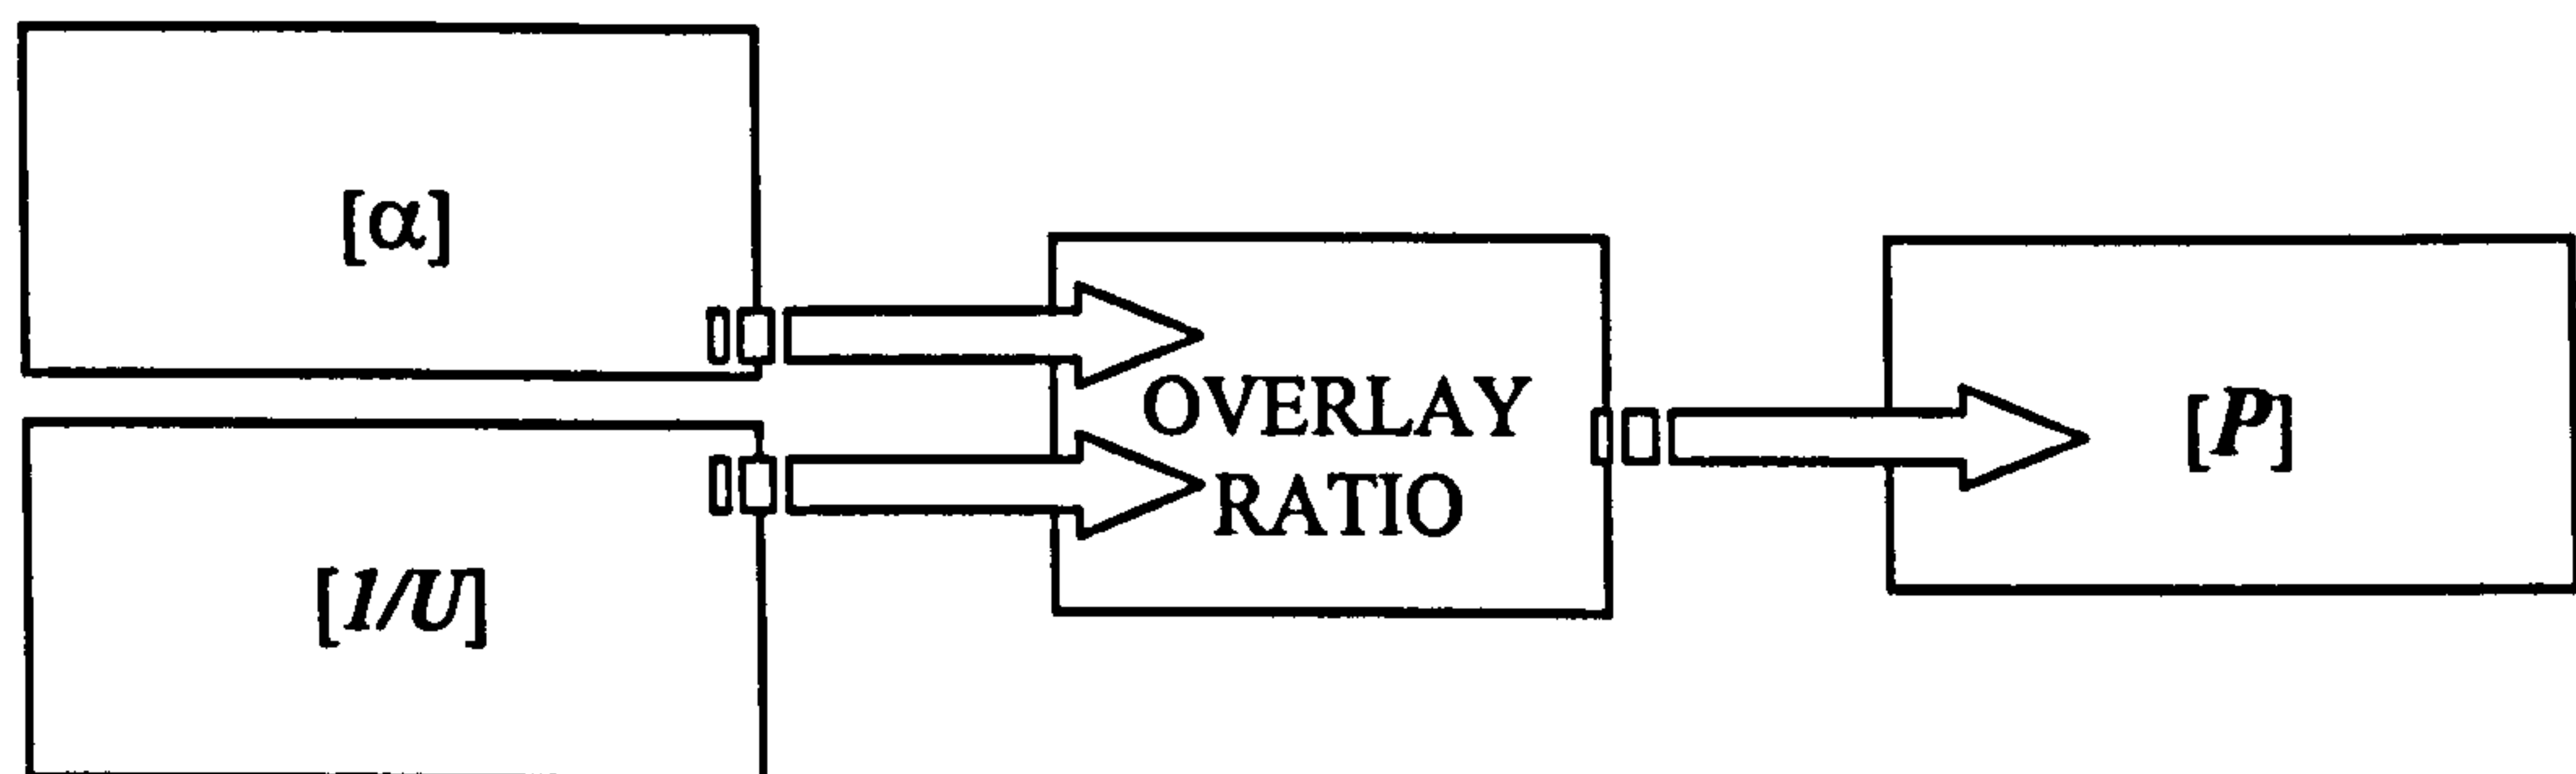 [α]
[1/U]
OVERLAY
RATIO
[P]